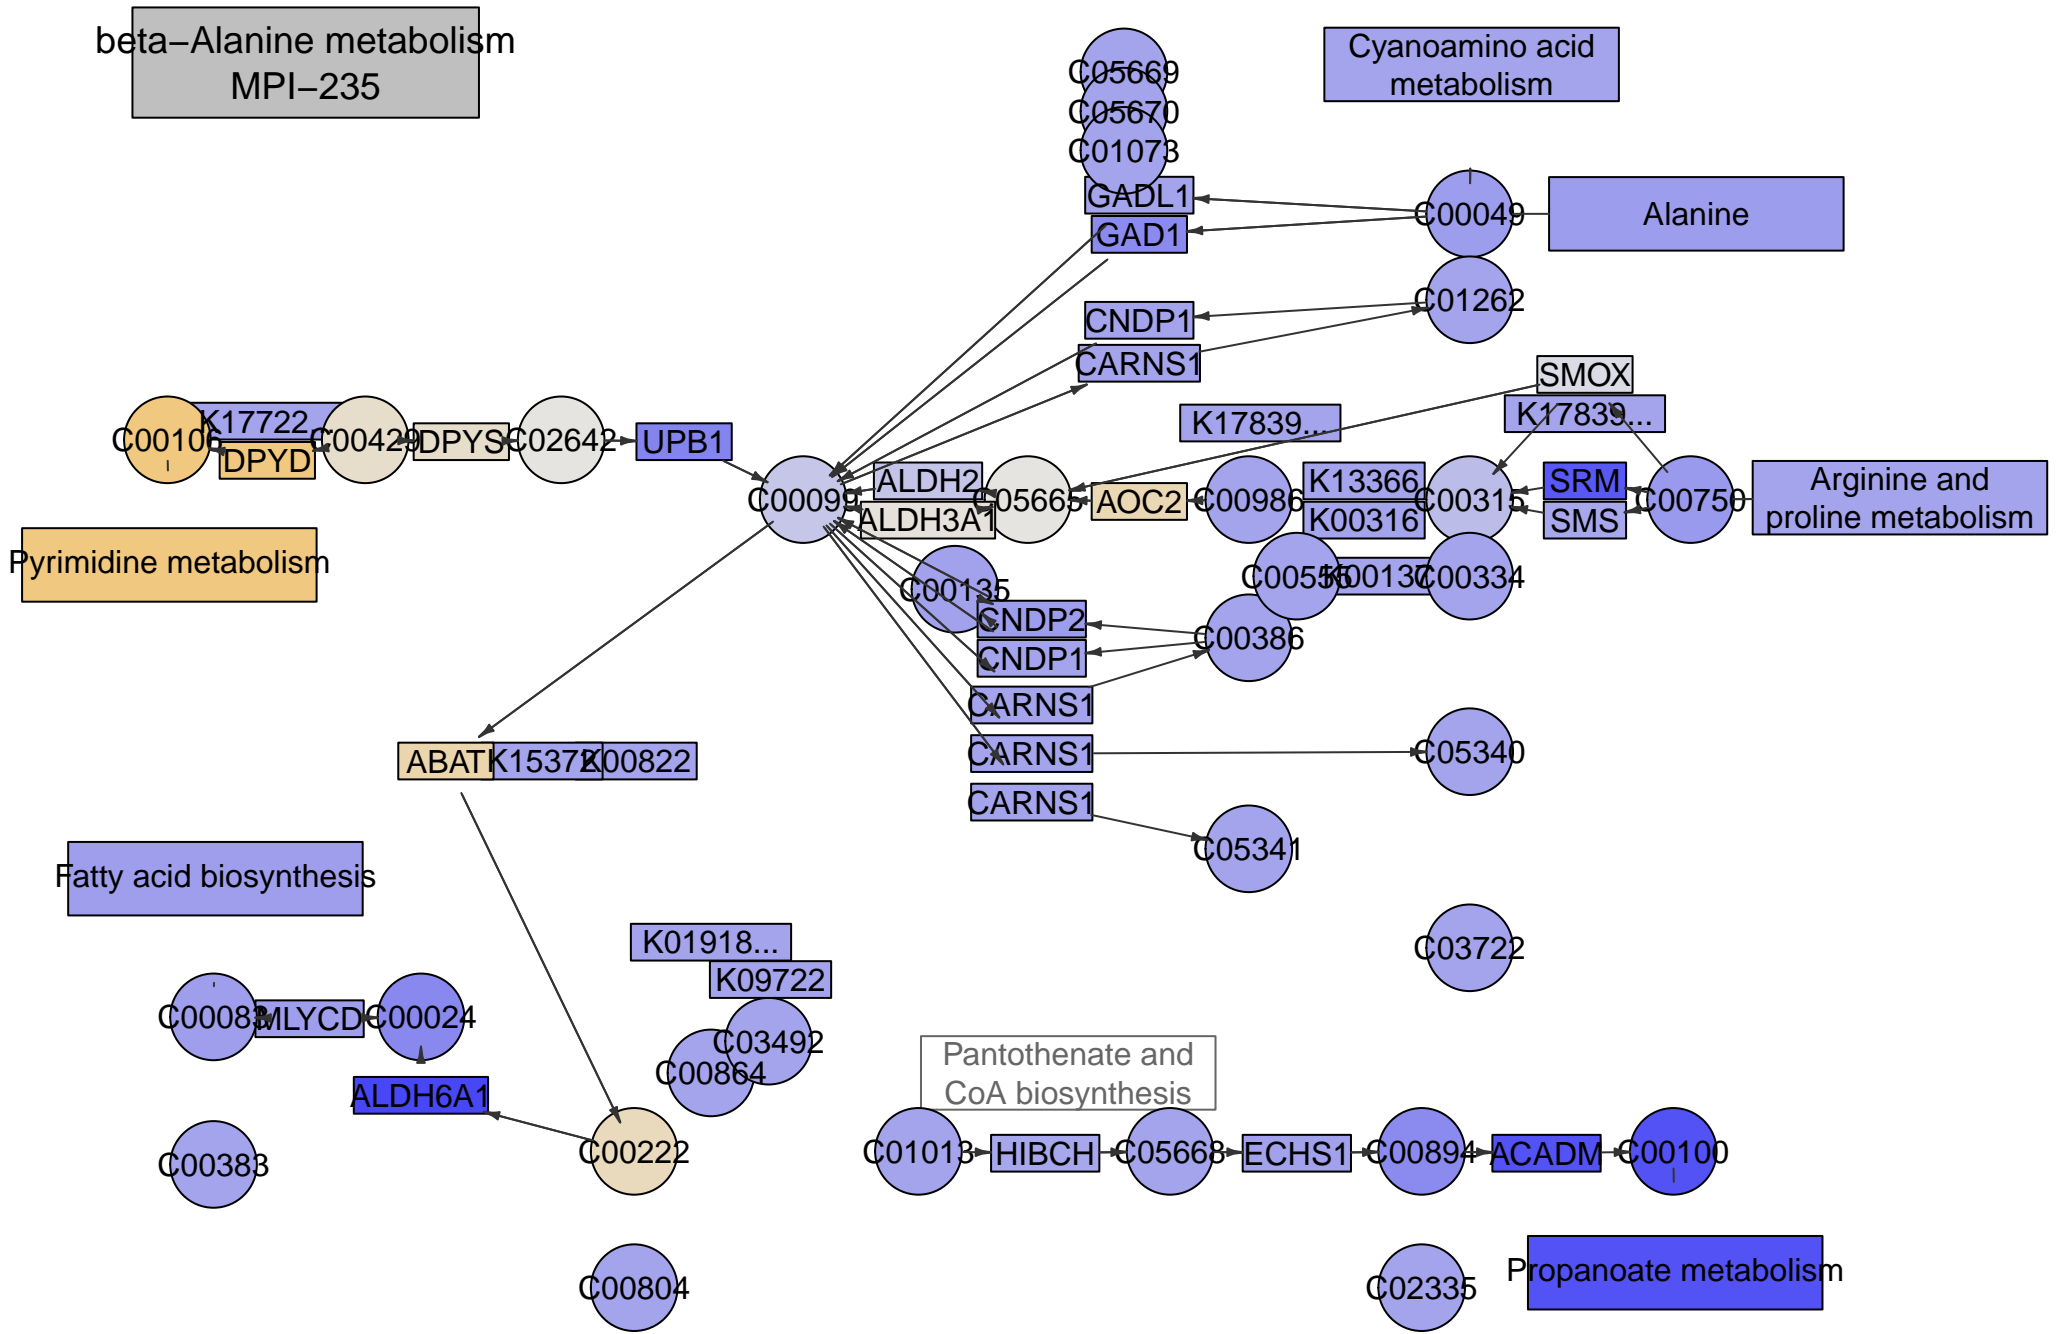 beta−Alanine metabolism
MPI−235
C05669
C05670
C01073
Cyanoamino acid
metabolism
GADL1
GAD1
C00049
Alanine
C01262
CNDP1
CARNS1
SMOX
K17839...
K17839...
C00106
K17722...
DPYD
C00429
DPYS
C02642
UPB1
C00099
ALDH2
ALDH3A1
C05665
AOC2
C00986
K13366
K00316
C00315
SRM
SMS
C00750
Arginine and
proline metabolism
Pyrimidine metabolism
C00135
C00555
K00137
C00334
CNDP2
CNDP1
C00386
CARNS1
CARNS1
CARNS1
C05340
C05341
ABAT
K15372
K00822
Fatty acid biosynthesis
K01918...
K09722
C03722
C00083
MLYCD
C00024
C03492
C00864
ALDH6A1
Pantothenate and
CoA biosynthesis
C00383
C00222
C01013
HIBCH
C05668
ECHS1
C00894
ACADM
C00100
C00804
C02335
Propanoate metabolism